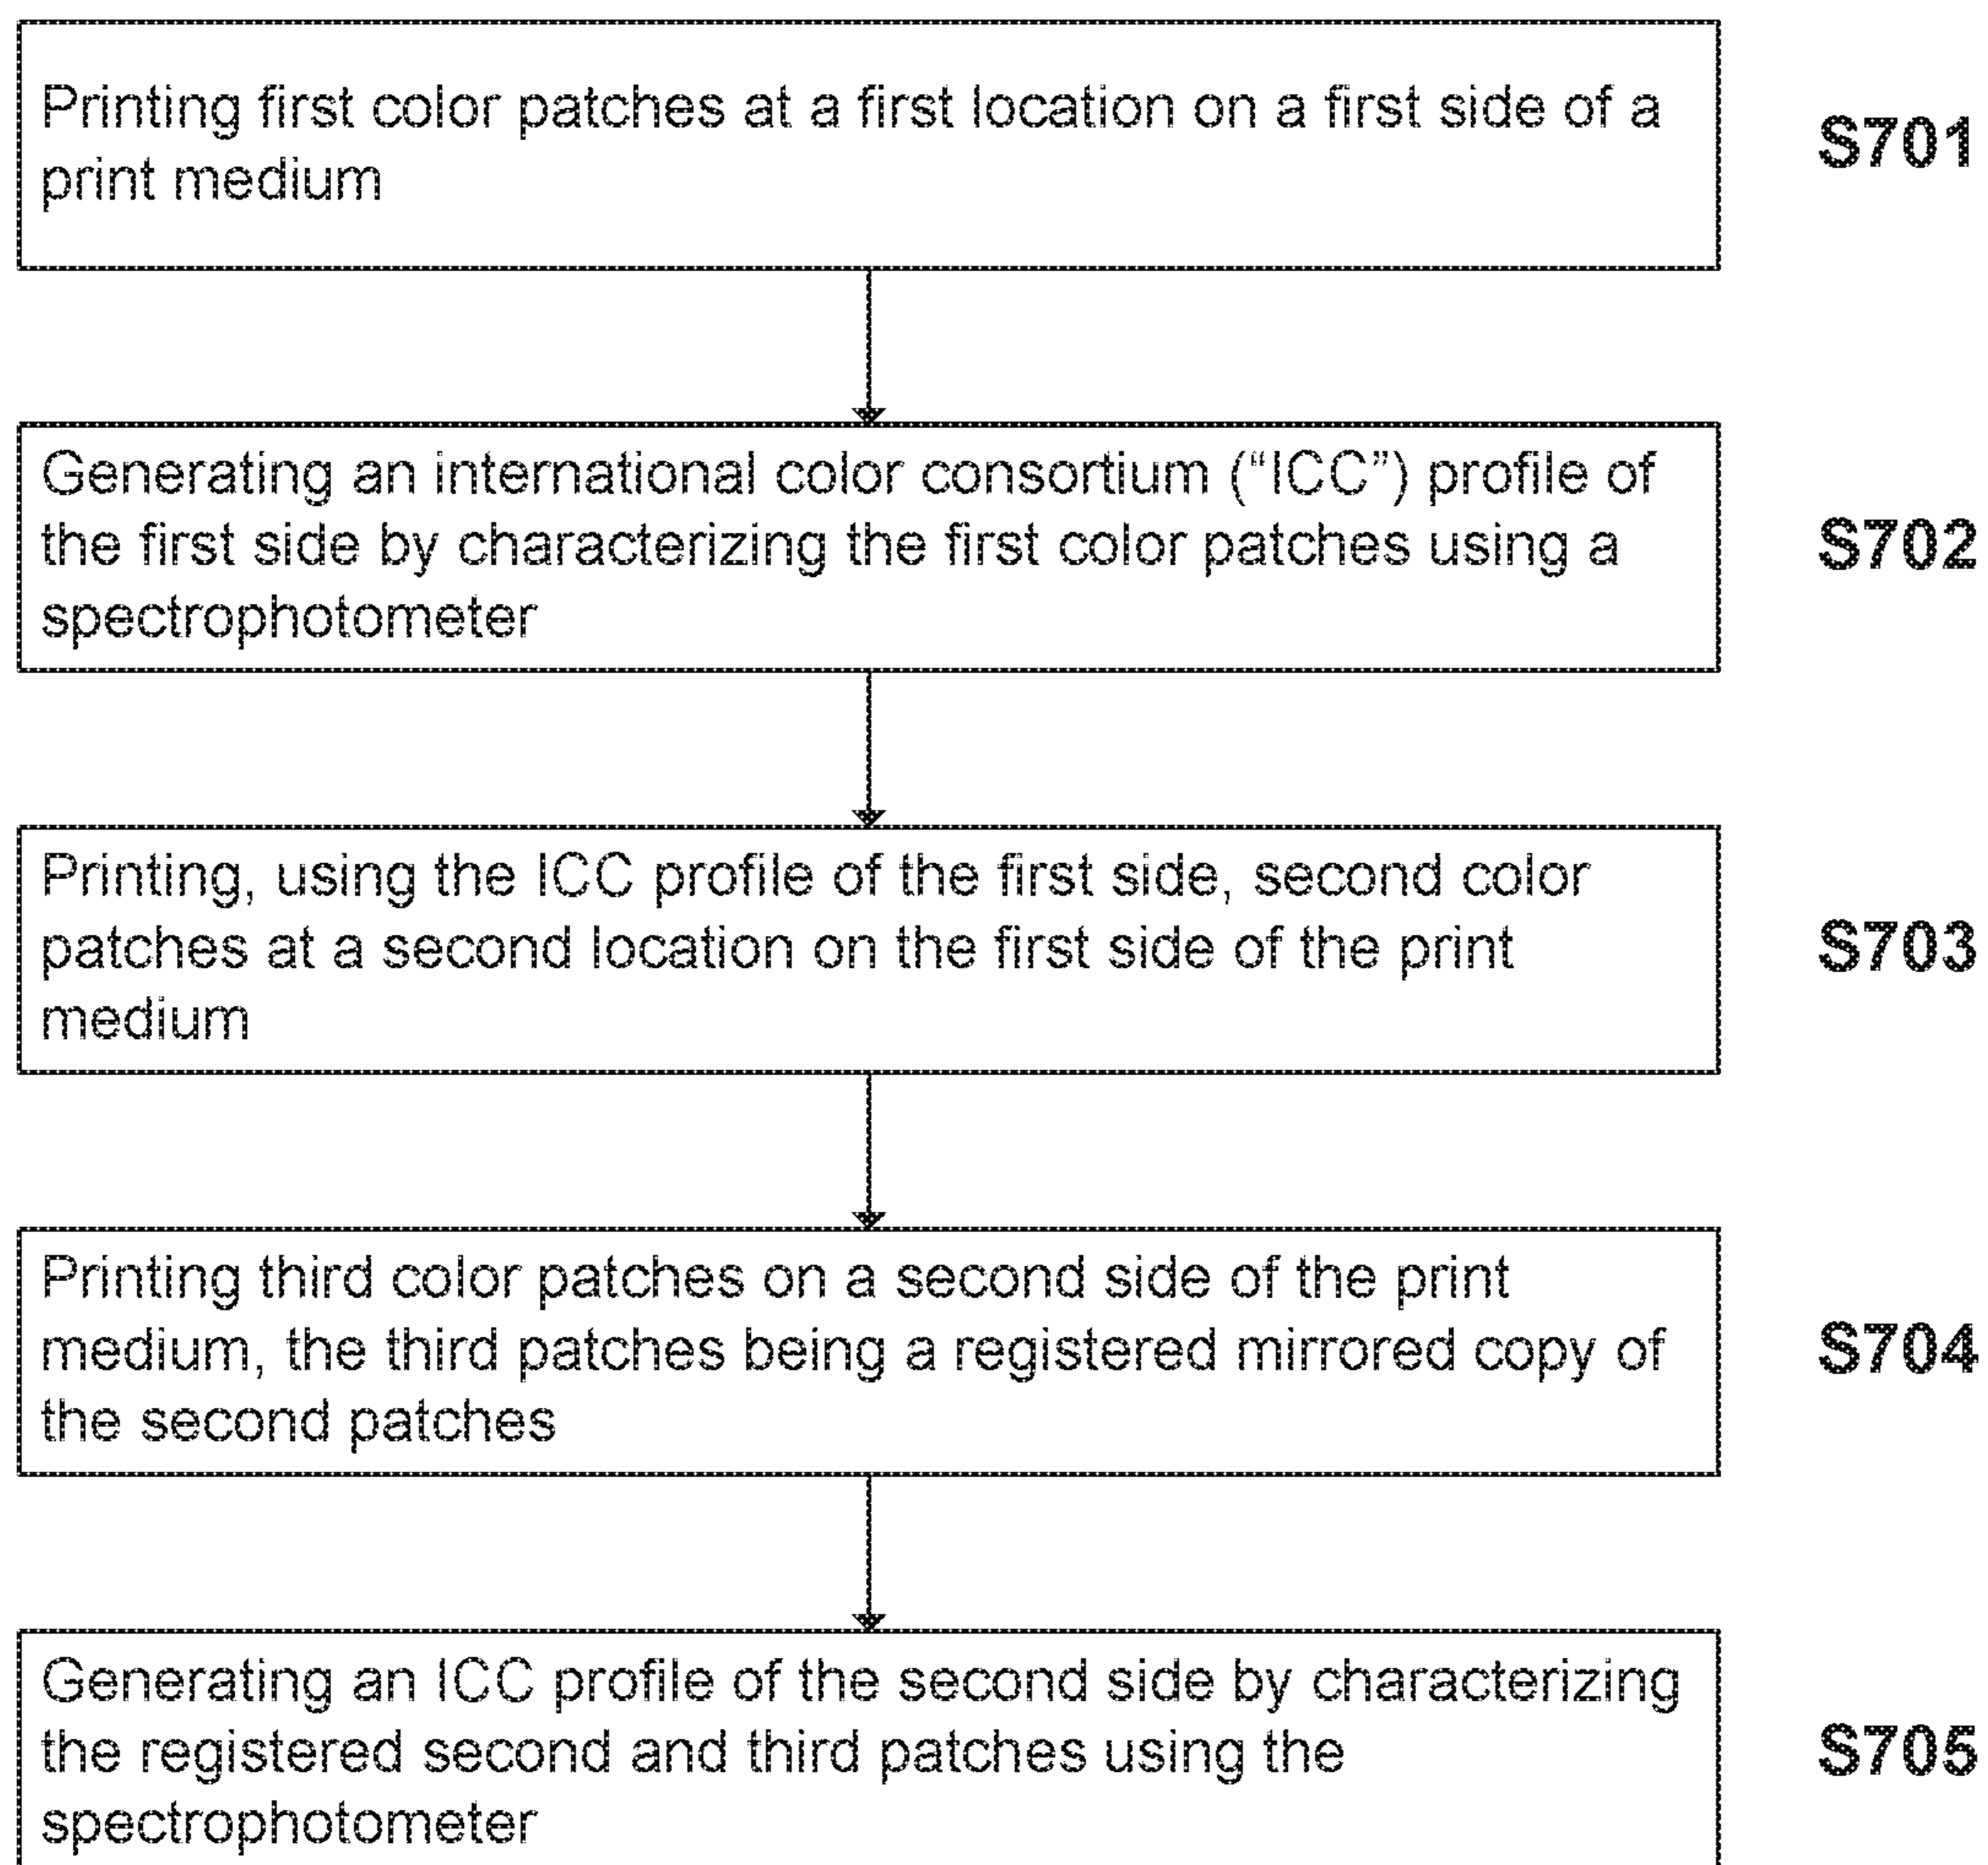 Printing first color patches at a first location on a first side of a
print medium
S701
Generating an international color consortium (“ICC”) profile of
the first side by characterizing the first color patches using a
spectrophotometer
S702
Printing, using the ICC profile of the first side, second color
patches at a second location on the first side of the print
medium
S703
Printing third color patches on a second side of the print
medium, the third patches being a registered mirrored copy of
the second patches
S704
Generating an ICC profile of the second side by characterizing
the registered second and third patches using the
spectrophotometer
S705